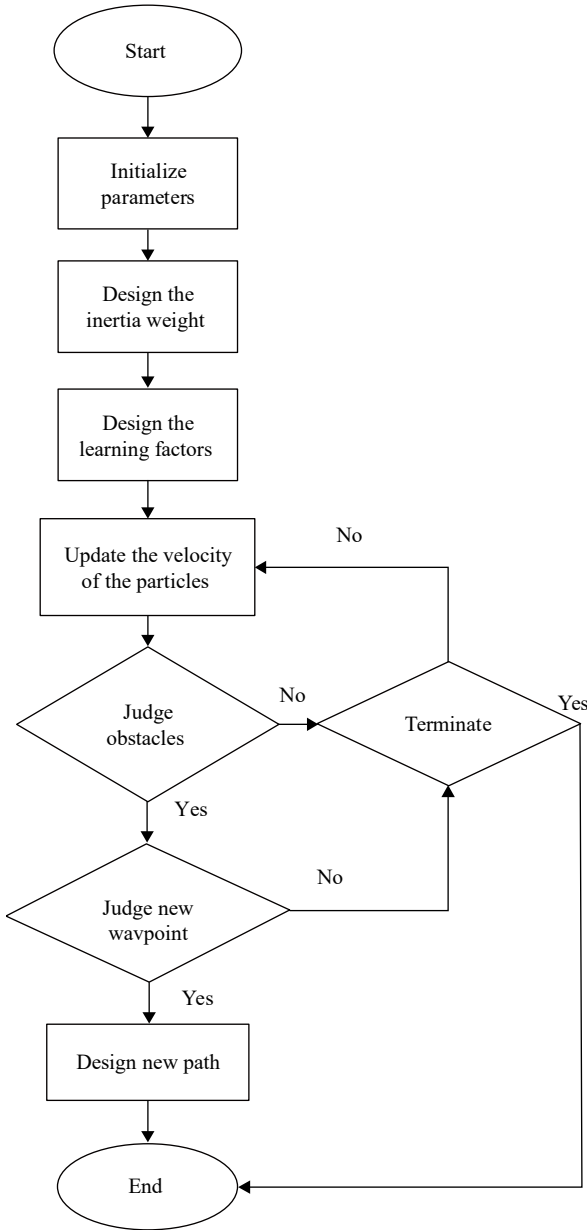 Start
Initialize
parameters
Design the
inertia weight
Design the
learning factors
Update the velocity
of the particles
No
Judge
obstacles
No
Terminate
Yes
Yes
Judge new
wavpoint
No
Yes
Design new path
End